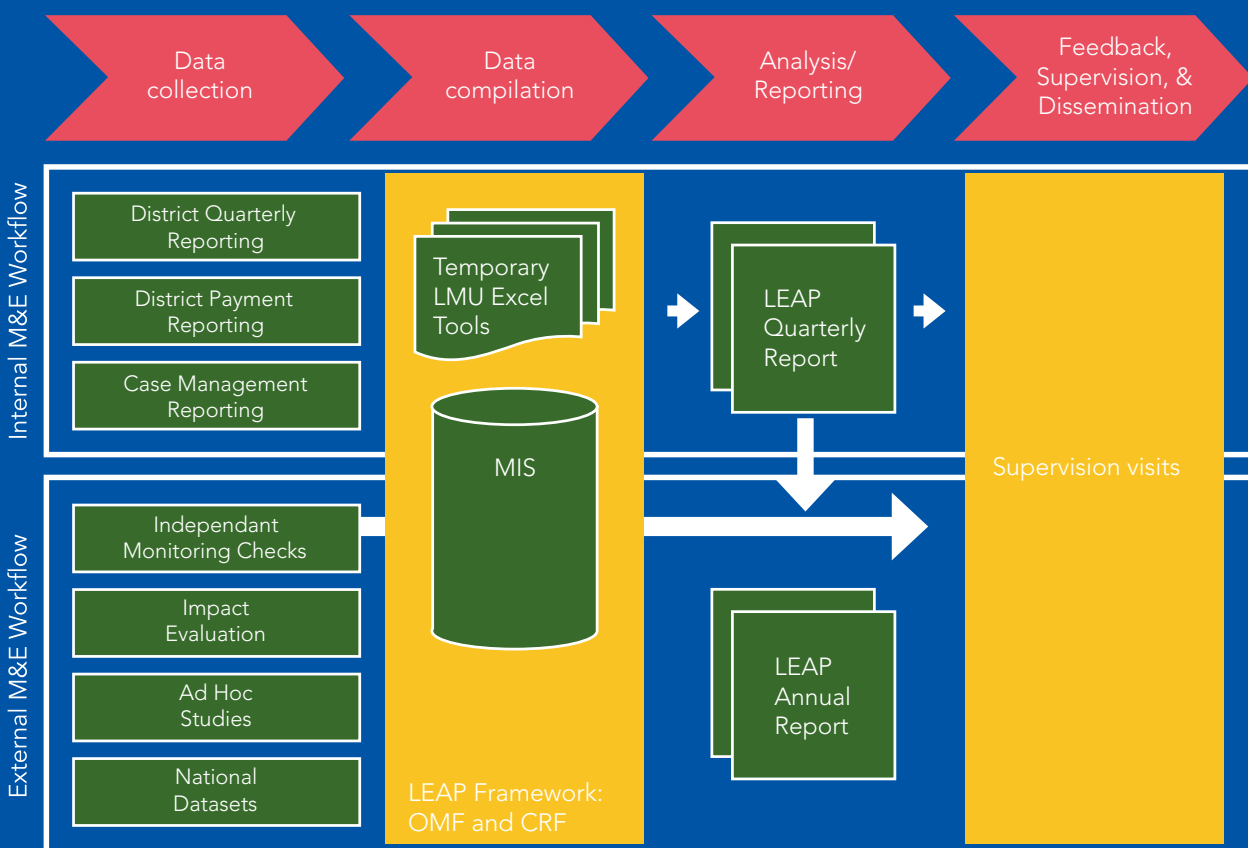 Data
collection
Data
compilation
Analysis/
Reporting
Feedback,
Supervision, &
Dissemination
Internal M&E Workflow
District Quarterly
Reporting
District Payment
Reporting
Case Management
Reporting
Temporary
LMU Excel
Tools
MIS
LEAP
Quarterly
Report
Supervision visits
External M&E Workflow
Independant
Monitoring Checks
Impact
Evaluation
Ad Hoc
Studies
National
Datasets
LEAP Framework:
OMF and CRF
LEAP
Annual
Report